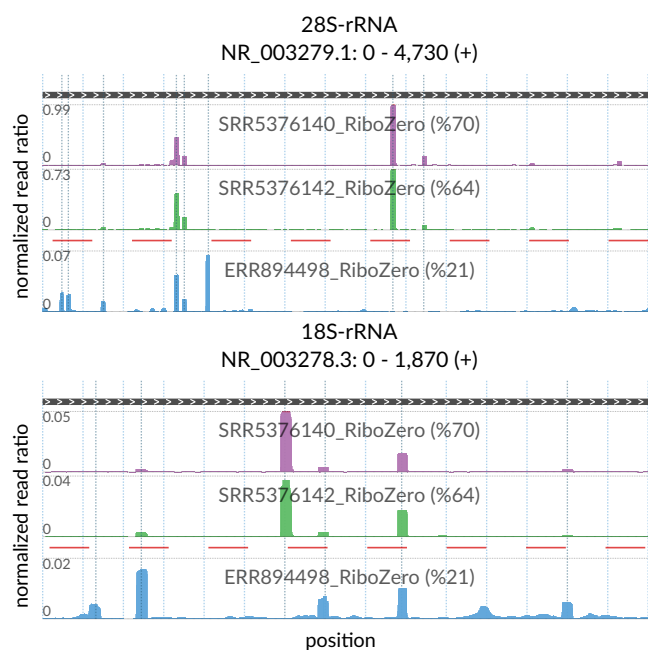 28S-rRNA
NR_003279.1: 0 - 4,730 (+)
normalized read ratio
0.99
SRR5376140_RiboZero (%70)
0
0.73
SRR5376142_RiboZero (%64)
0
0.07
ERR894498_RiboZero (%21)
0
18S-rRNA
NR_003278.3: 0 - 1,870 (+)
normalized read ratio
0.05
SRR5376140_RiboZero (%70)
0
0.04
SRR5376142_RiboZero (%64)
0
0.02
ERR894498_RiboZero (%21)
0
position